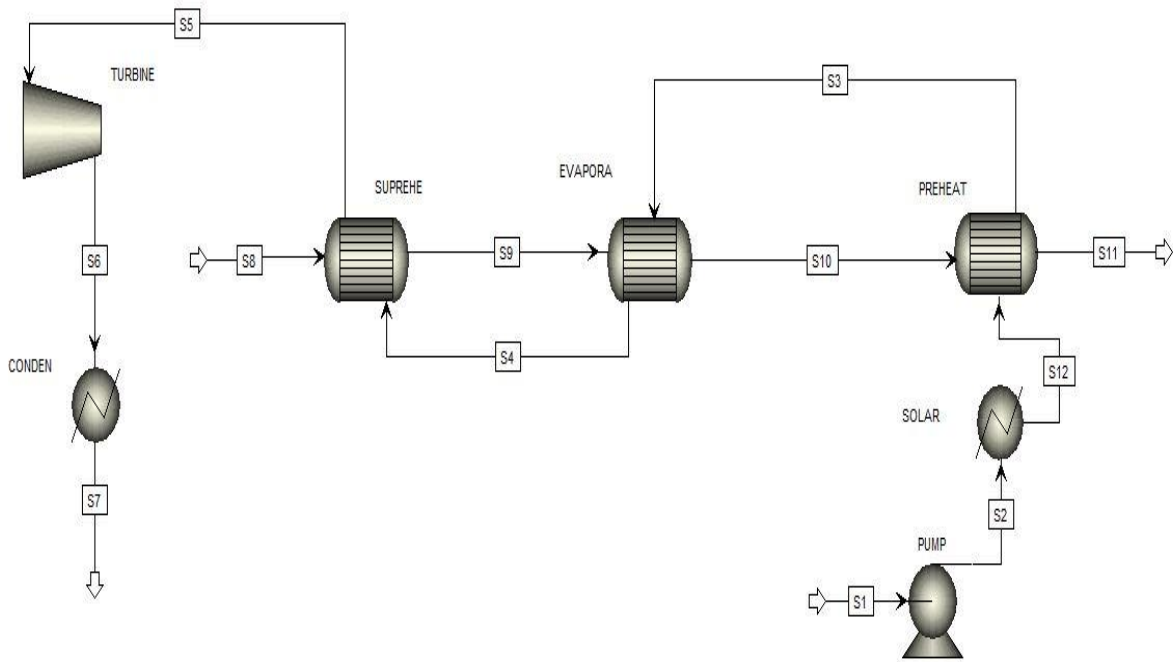 S5
TURBINE
S3
EVAPORA
SUPREHE
PREHEAT
S6
S8
S9
S10
S11
S4
CONDEN
S12
SOLAR
S7
S2
PUMP
S1